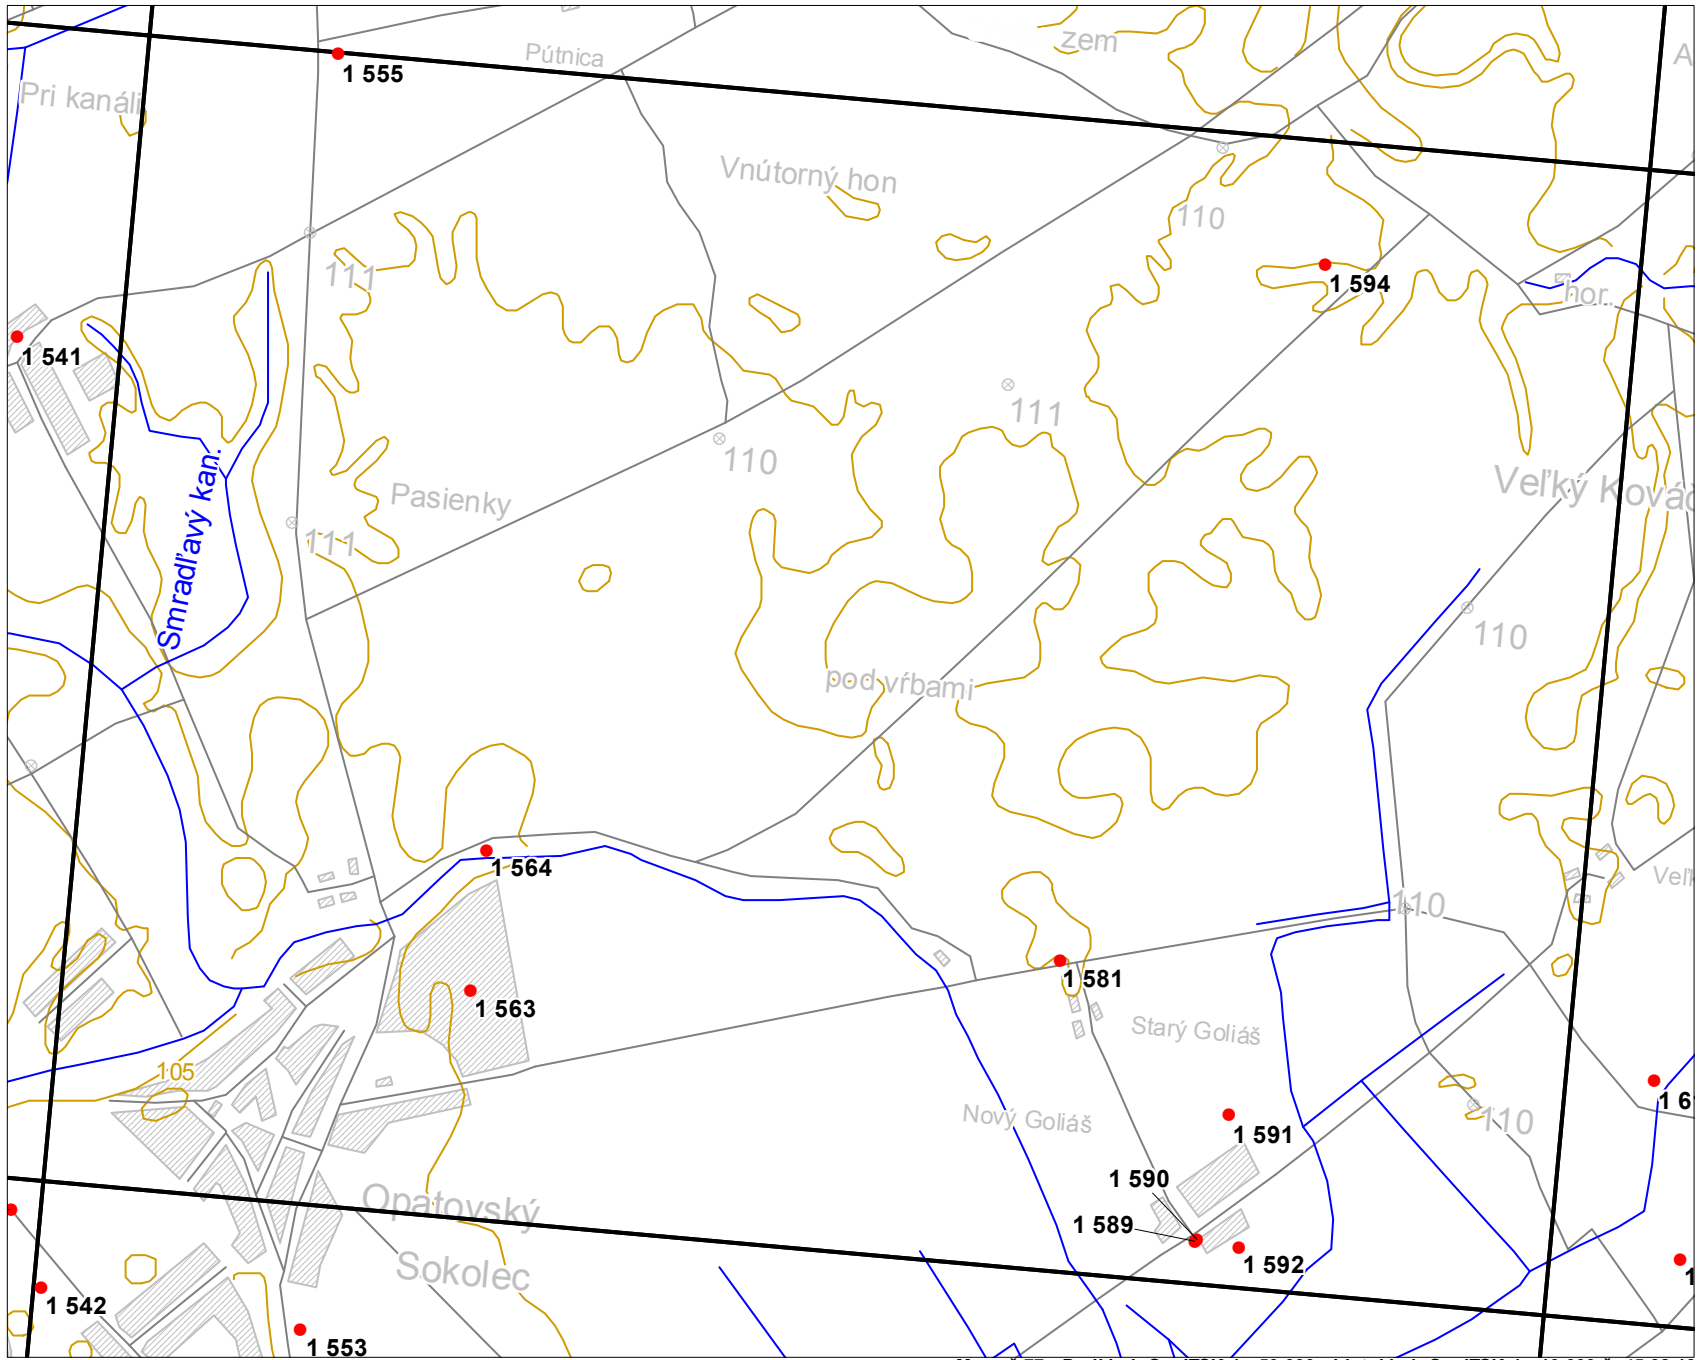 zem
Pútnica
1 555
Pri kanáli
Vnútorný hon
110
111
1 594
hor.
1 541
111
110
Veľký Ková
Pasienky
Smradľavý kan.
111
110
pod vŕbami
1 564
110
1 581
1 563
Starý Goliáš
105
Nový Goliáš
110
1 591
1 590
Opatovský
1 589
1 592
Sokolec
1 542
1 553